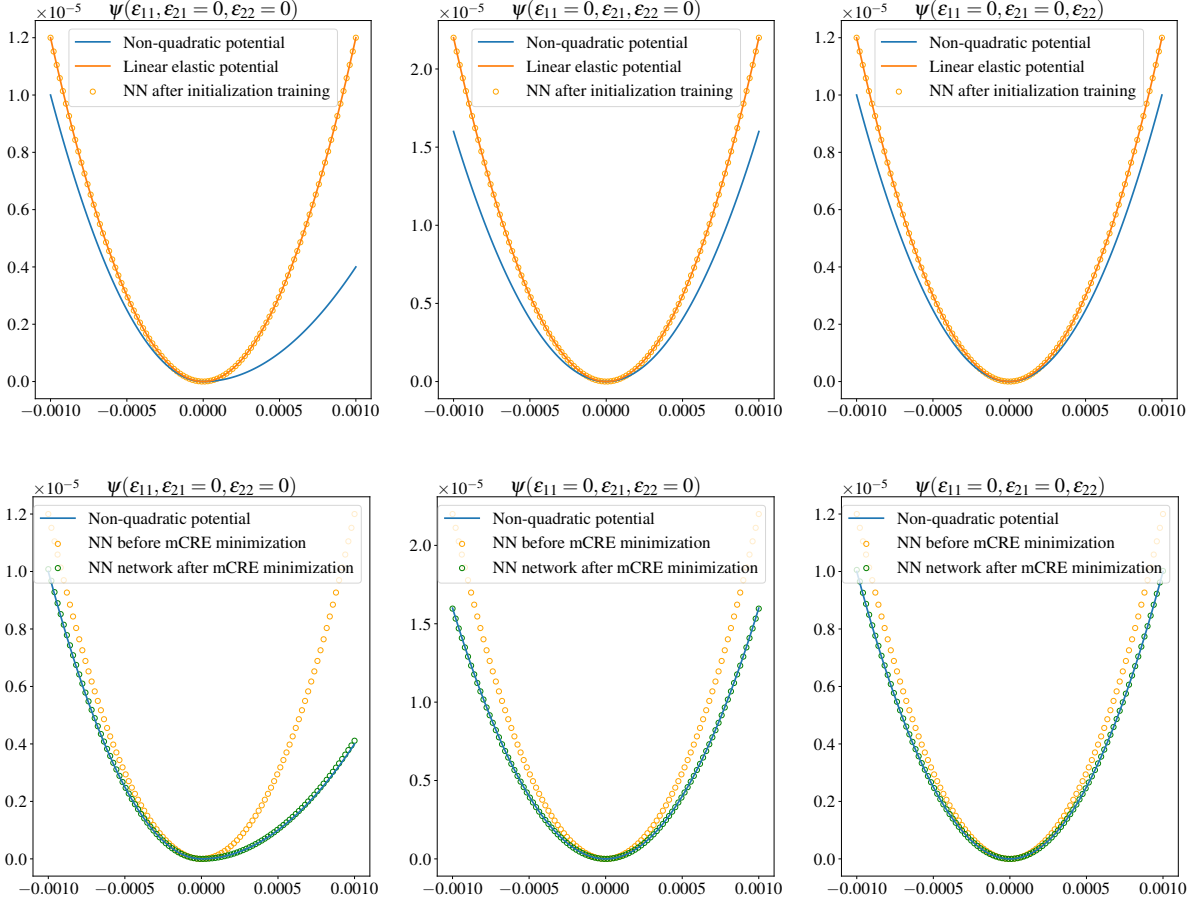 ×10⁻⁵ ψ(ε₁₁, ε₂₁ = 0, ε₂₂ = 0)
1.2
1.0
0.8
0.6
0.4
0.2
0.0
Non-quadratic potential
Linear elastic potential
NN after initialization training
−0.0010 −0.0005 0.0000 0.0005 0.0010
×10⁻⁵ ψ(ε₁₁ = 0, ε₂₁, ε₂₂ = 0)
2.0
1.5
1.0
0.5
0.0
Non-quadratic potential
Linear elastic potential
NN after initialization training
−0.0010 −0.0005 0.0000 0.0005 0.0010
×10⁻⁵ ψ(ε₁₁ = 0, ε₂₁ = 0, ε₂₂)
1.2
1.0
0.8
0.6
0.4
0.2
0.0
Non-quadratic potential
Linear elastic potential
NN after initialization training
−0.0010 −0.0005 0.0000 0.0005 0.0010
×10⁻⁵ ψ(ε₁₁, ε₂₁ = 0, ε₂₂ = 0)
1.2
1.0
0.8
0.6
0.4
0.2
0.0
Non-quadratic potential
NN before mCRE minimization
NN network after mCRE minimization
−0.0010 −0.0005 0.0000 0.0005 0.0010
×10⁻⁵ ψ(ε₁₁ = 0, ε₂₁, ε₂₂ = 0)
2.0
1.5
1.0
0.5
0.0
Non-quadratic potential
NN before mCRE minimization
NN network after mCRE minimization
−0.0010 −0.0005 0.0000 0.0005 0.0010
×10⁻⁵ ψ(ε₁₁ = 0, ε₂₁ = 0, ε₂₂)
1.2
1.0
0.8
0.6
0.4
0.2
0.0
Non-quadratic potential
NN before mCRE minimization
NN network after mCRE minimization
−0.0010 −0.0005 0.0000 0.0005 0.0010